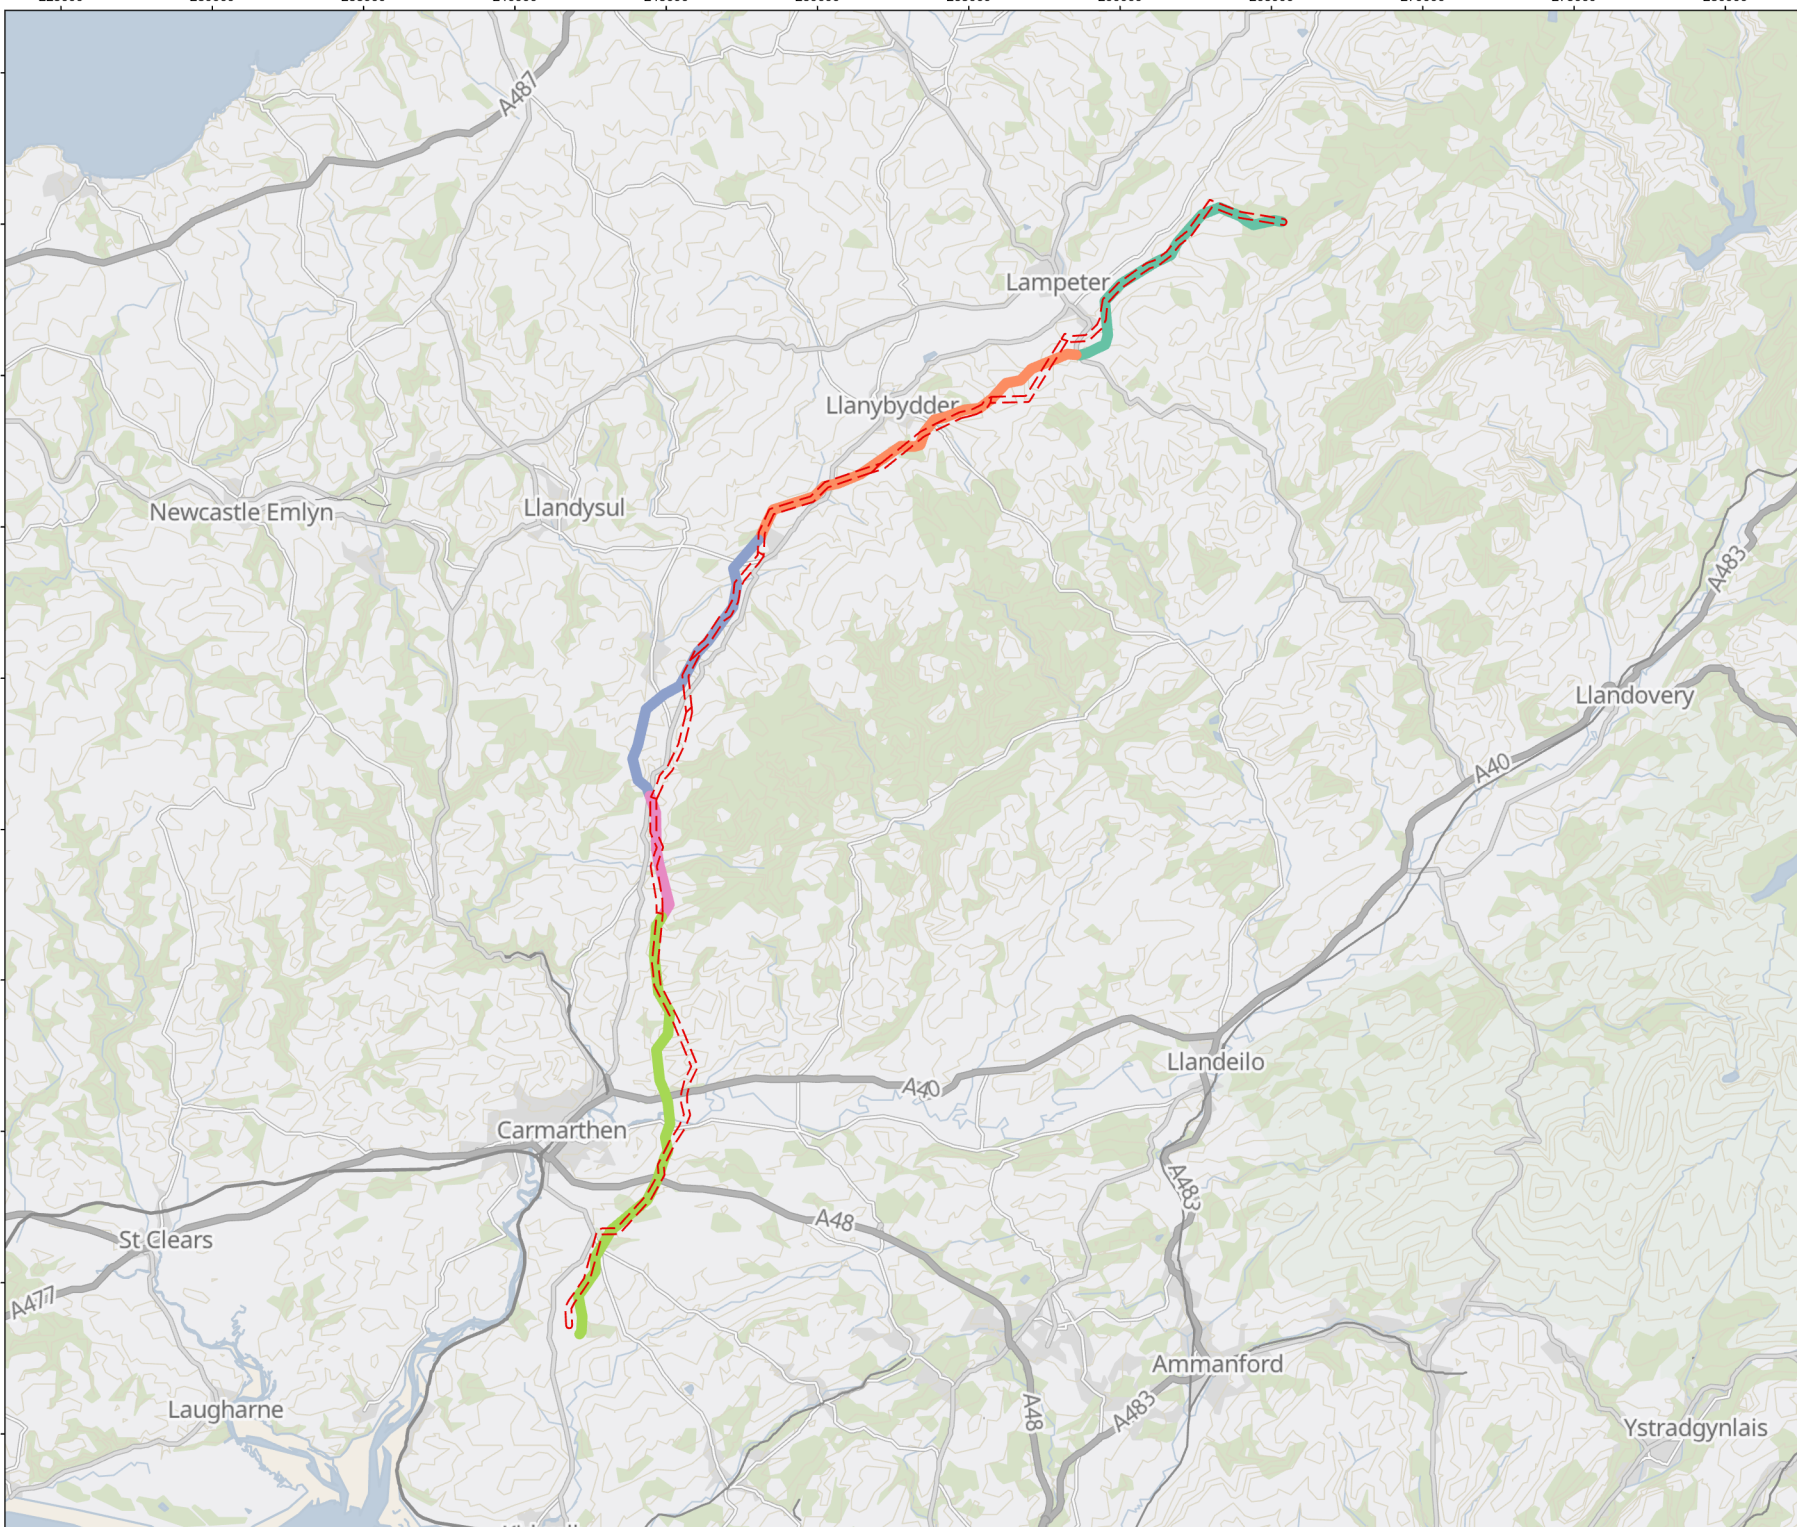 A487
Lampeter
Llanybydder
Newcastle Emlyn
Llandysul
A483
Llandovery
A40
Llandeilo
A40
Carmarthen
A483
A48
St Clears
A477
Ammanford
A48
A483
Laugharne
Ystradgynlais